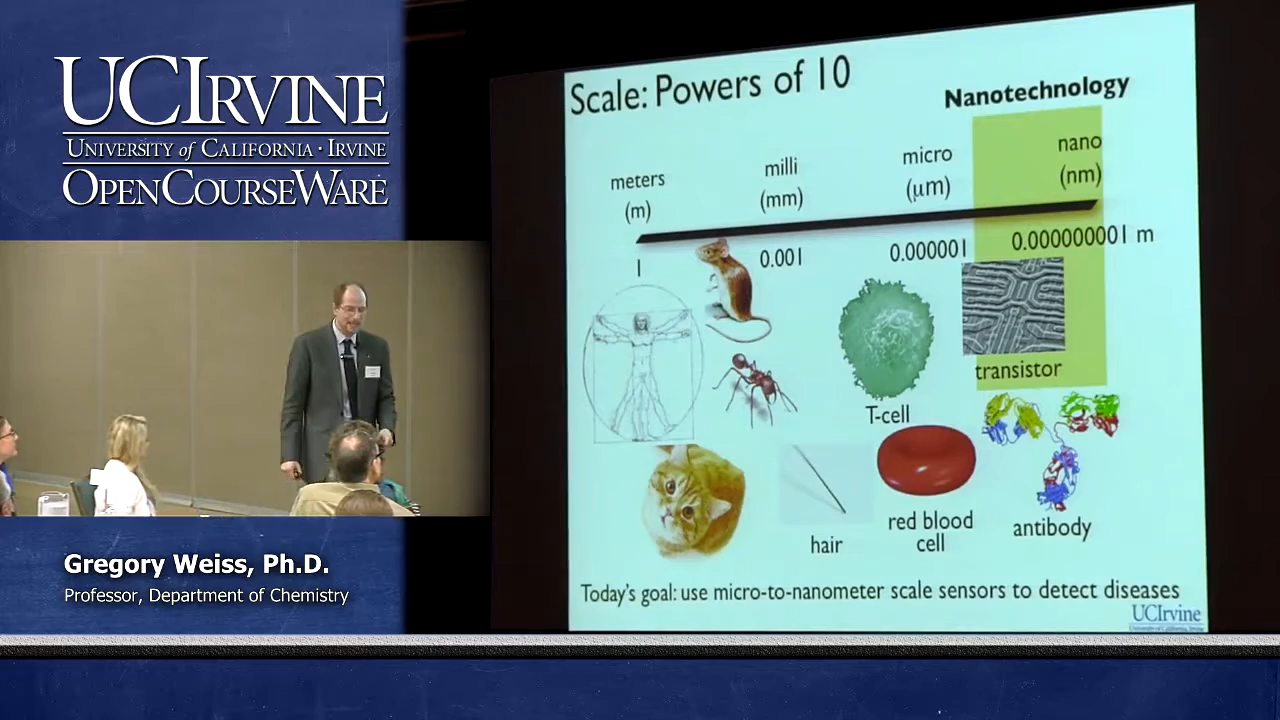 UCIRVINE
UNIVERSITY of CALIFORNIA · IRVINE
OPENCOURSEWARE
Gregory Weiss, Ph.D.
Professor, Department of Chemistry
Scale: Powers of 10
Nanotechnology
meters
(m)
milli
(mm)
micro
(μm)
nano
(nm)
1
0.001
0.000001
0.000000001 m
T-cell
transistor
hair
red blood
cell
antibody
Today's goal: use micro-to-nanometer scale sensors to detect diseases
UCIrvine